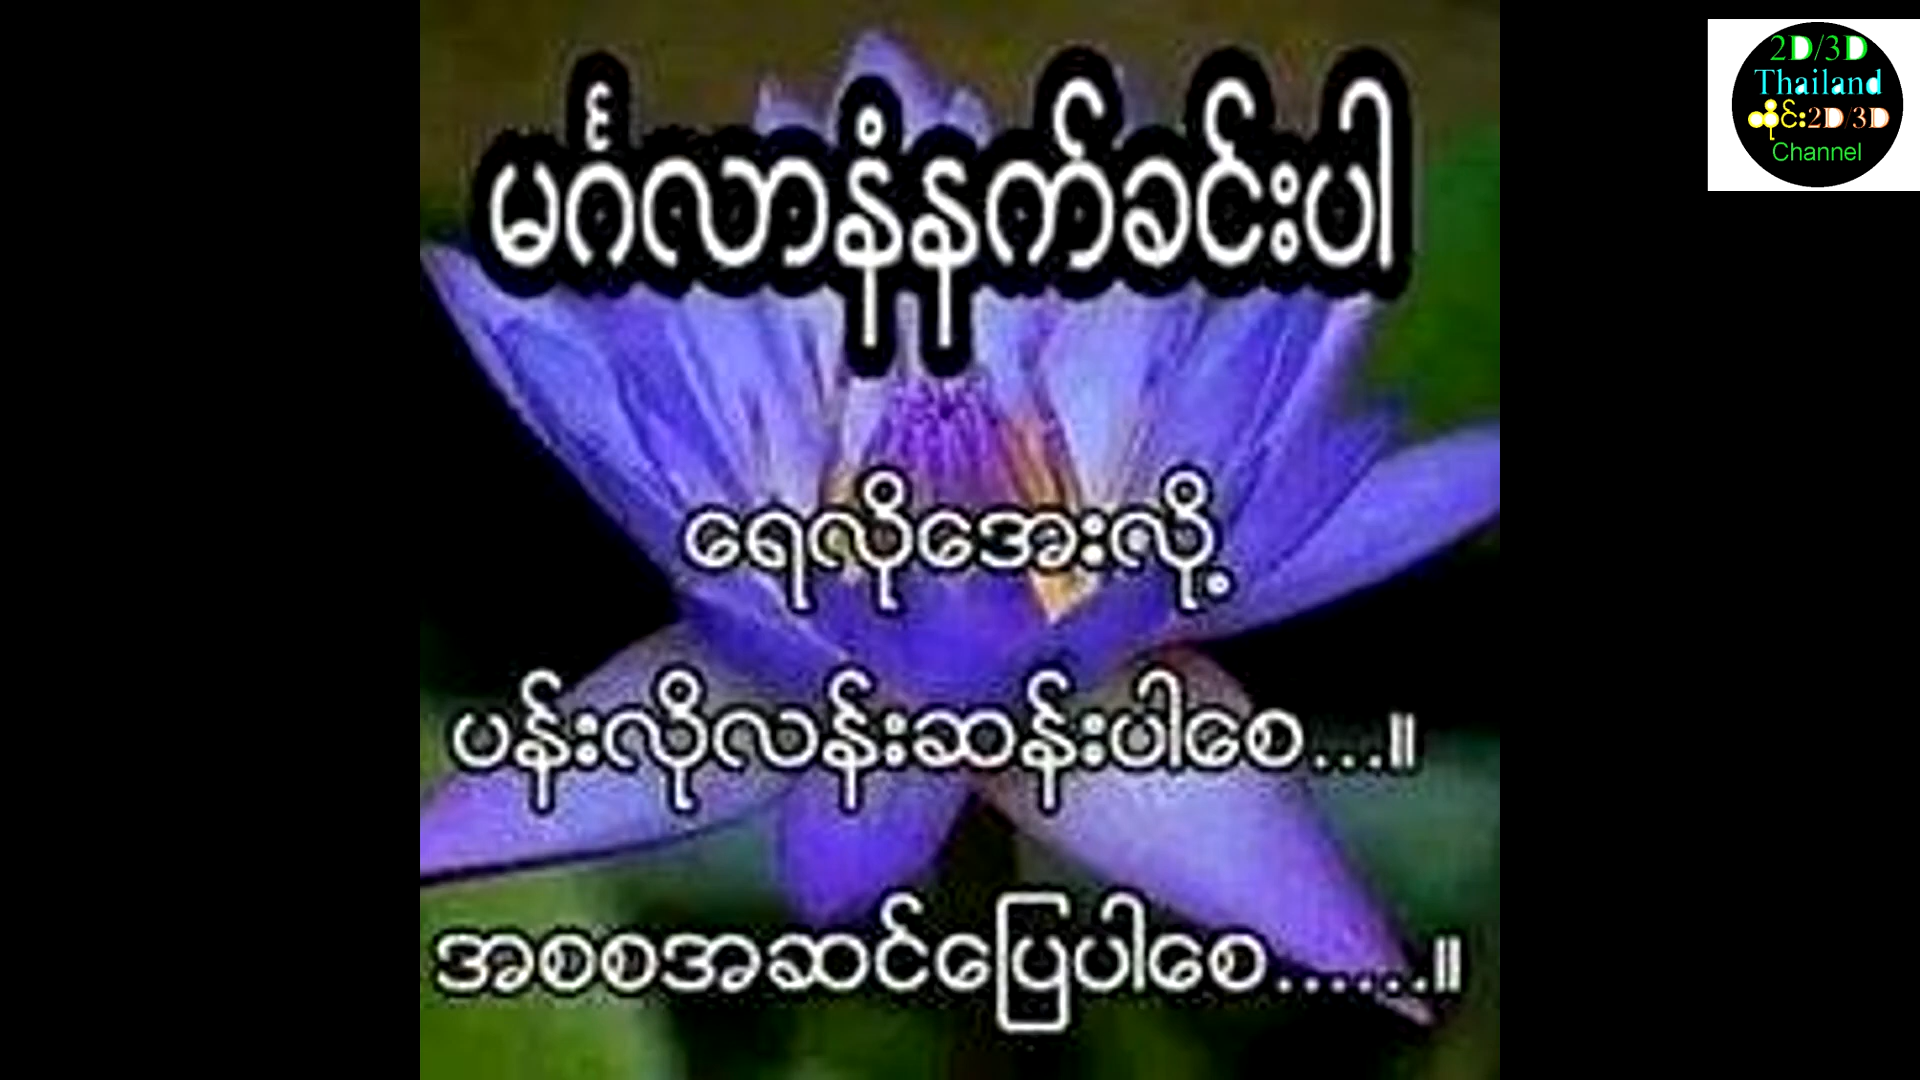 မင်္ဂလာနံနက်ခင်းပါ
ရေလိုအေးလို့
ပန်းလိုလန်းဆန်းပါစေ...။
အစစအဆင်ပြေပါစေ......။
2D/3D
Thailand
ထိုင်း2D/3D
Channel